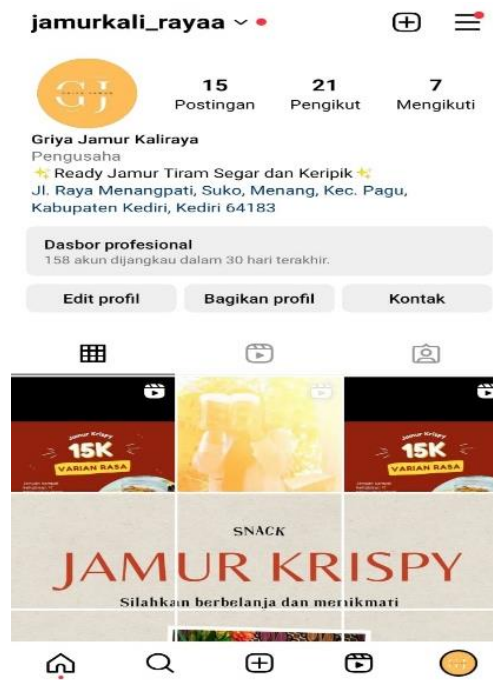 jamurkali_rayaa
15 21 7
Postingan Pengikut Mengikuti
GJ
GRIYA JAMUR
Griya Jamur Kaliraya
Pengusaha
✨ Ready Jamur Tiram Segar dan Keripik ✨
Jl. Raya Menangpati, Suko, Menang, Kec. Pagu,
Kabupaten Kediri, Kediri 64183
Dasbor profesional
158 akun dijangkau dalam 30 hari terakhir.
Edit profil Bagikan profil Kontak
Jamur Krispy
15K
VARIAN RASA
Jamur Krispy
15K
VARIAN RASA
SNACK
JAMUR KRISPY
Silahkan berbelanja dan menikmati